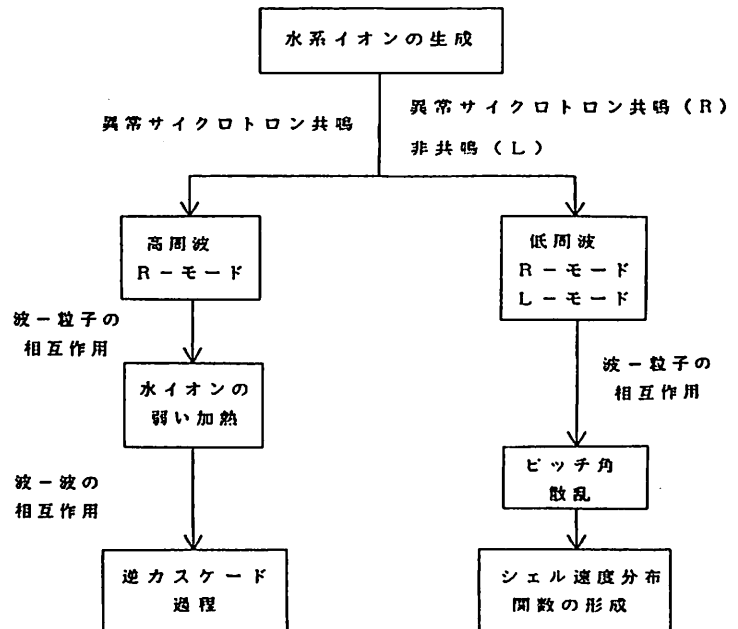 水系イオンの生成
異常サイクロトロン共鳴
異常サイクロトロン共鳴(R)
非共鳴(L)
高周波
R-モード
低周波
R-モード
L-モード
波-粒子の
相互作用
波-粒子の
相互作用
水イオンの
弱い加熱
ピッチ角
散乱
波-波の
相互作用
逆カスケード
過程
シェル速度分布
関数の形成